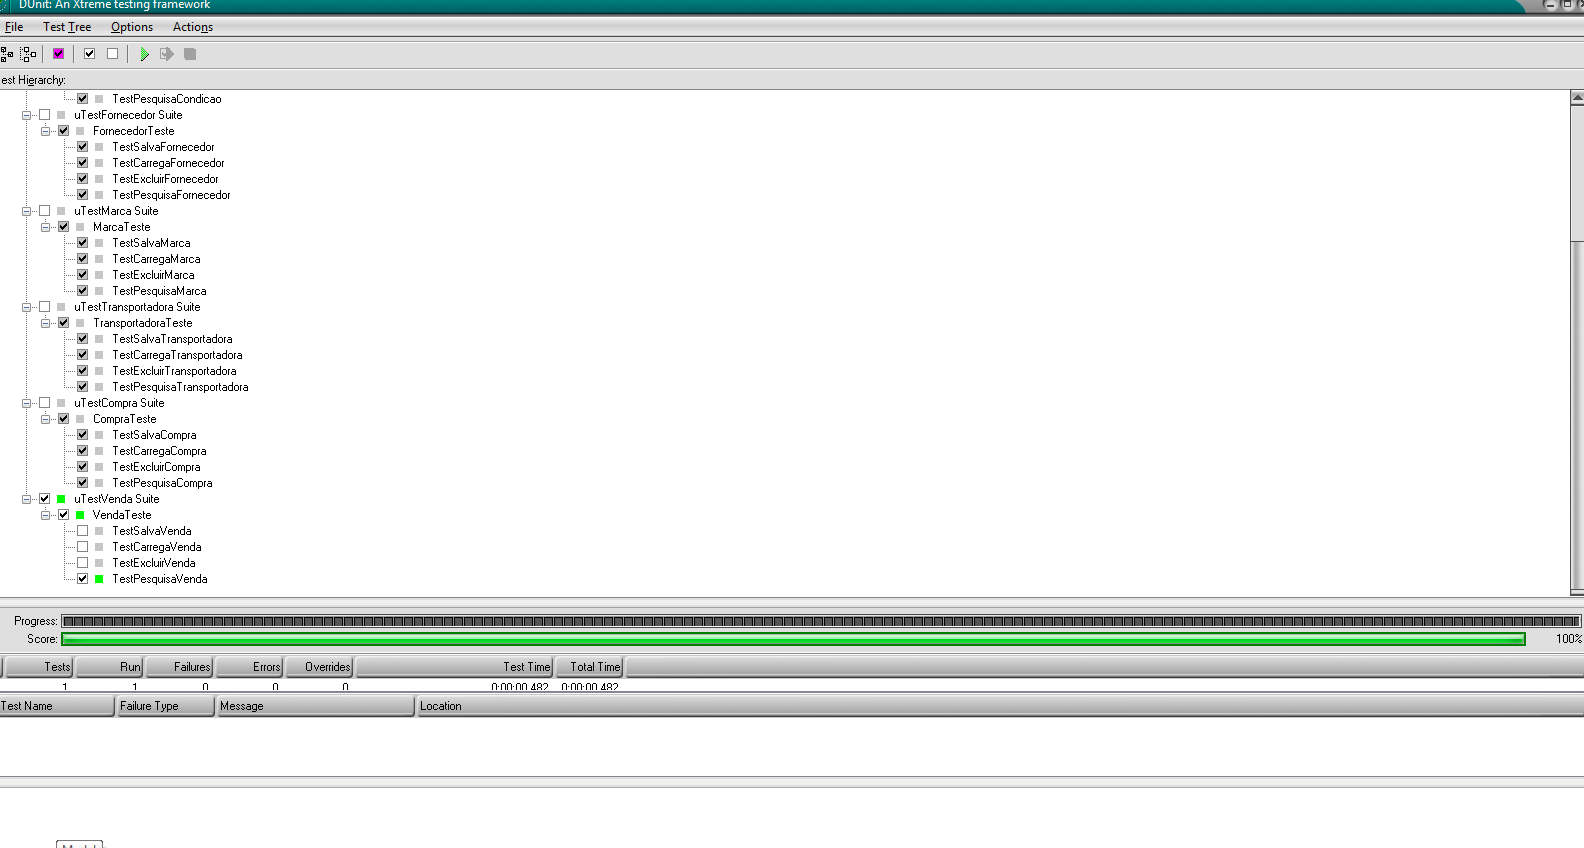 DUnit: An Xtreme testing framework
File Test Tree Options Actions
est Hierarchy:
TestPesquisaCondicao
uTestFornecedor Suite
FornecedorTeste
TestSalvaFornecedor
TestCarregaFornecedor
TestExcluirFornecedor
TestPesquisaFornecedor
uTestMarca Suite
MarcaTeste
TestSalvaMarca
TestCarregaMarca
TestExcluirMarca
TestPesquisaMarca
uTestTransportadora Suite
TransportadoraTeste
TestSalvaTransportadora
TestCarregaTransportadora
TestExcluirTransportadora
TestPesquisaTransportadora
uTestCompra Suite
CompraTeste
TestSalvaCompra
TestCarregaCompra
TestExcluirCompra
TestPesquisaCompra
uTestVenda Suite
VendaTeste
TestSalvaVenda
TestCarregaVenda
TestExcluirVenda
TestPesquisaVenda
Progress:
Score: 100%
Tests Run Failures Errors Overrides Test Time Total Time
1 1 0 0 0 0:00:00.482 0:00:00.482
Test Name Failure Type Message Location